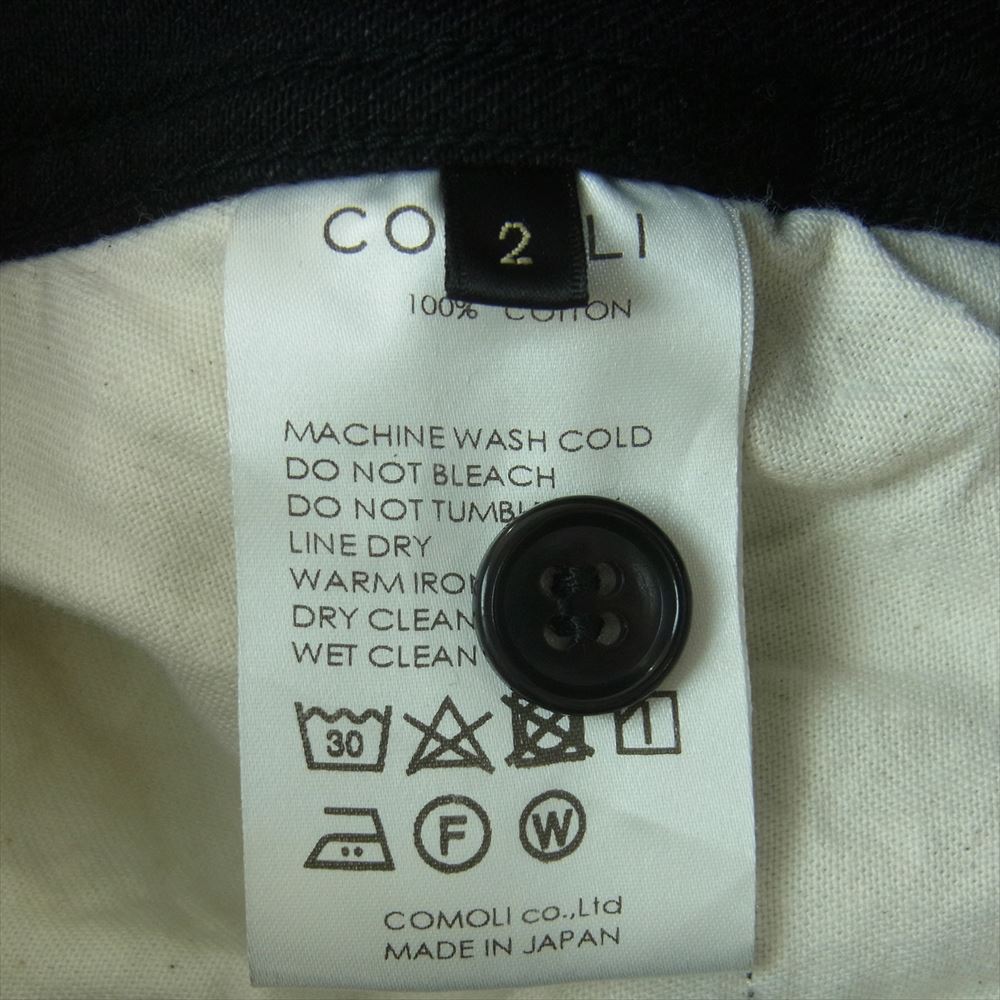 CO LI
2
100% COTTON
MACHINE WASH COLD
DO NOT BLEACH
DO NOT TUMBL
LINE DRY
WARM IRON
DRY CLEAN
WET CLEAN
30
F
W
COMOLI co.,Ltd
MADE IN JAPAN